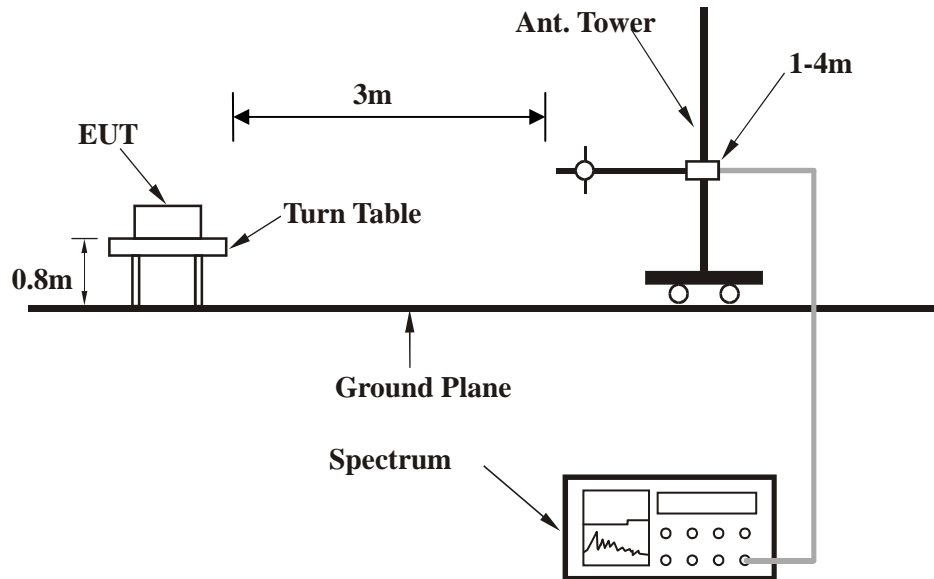 Ant. Tower
1-4m
3m
EUT
Turn Table
0.8m
Ground Plane
Spectrum